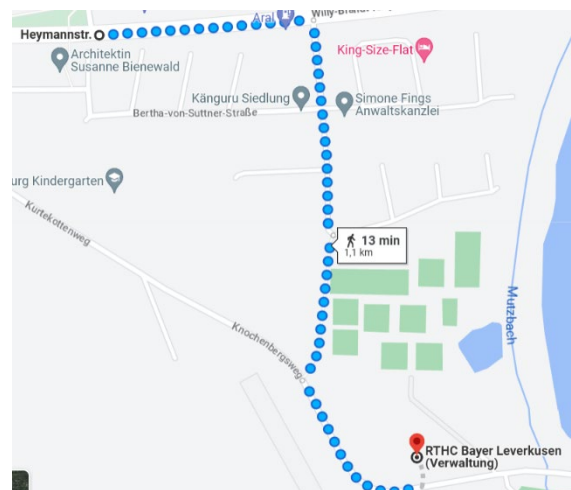 Willy-Brandt-
Heymannstr.
Aral
Architektin
Susanne Bienewald
King-Size-Flat
Känguru Siedlung
Simone Fings
Anwaltskanzlei
Bertha-von-Suttner-Straße
urg Kindergarten
Kurtekottenweg
13 min
1,1 km
Mutzbach
Knochenbergsweg
RTHC Bayer Leverkusen
(Verwaltung)